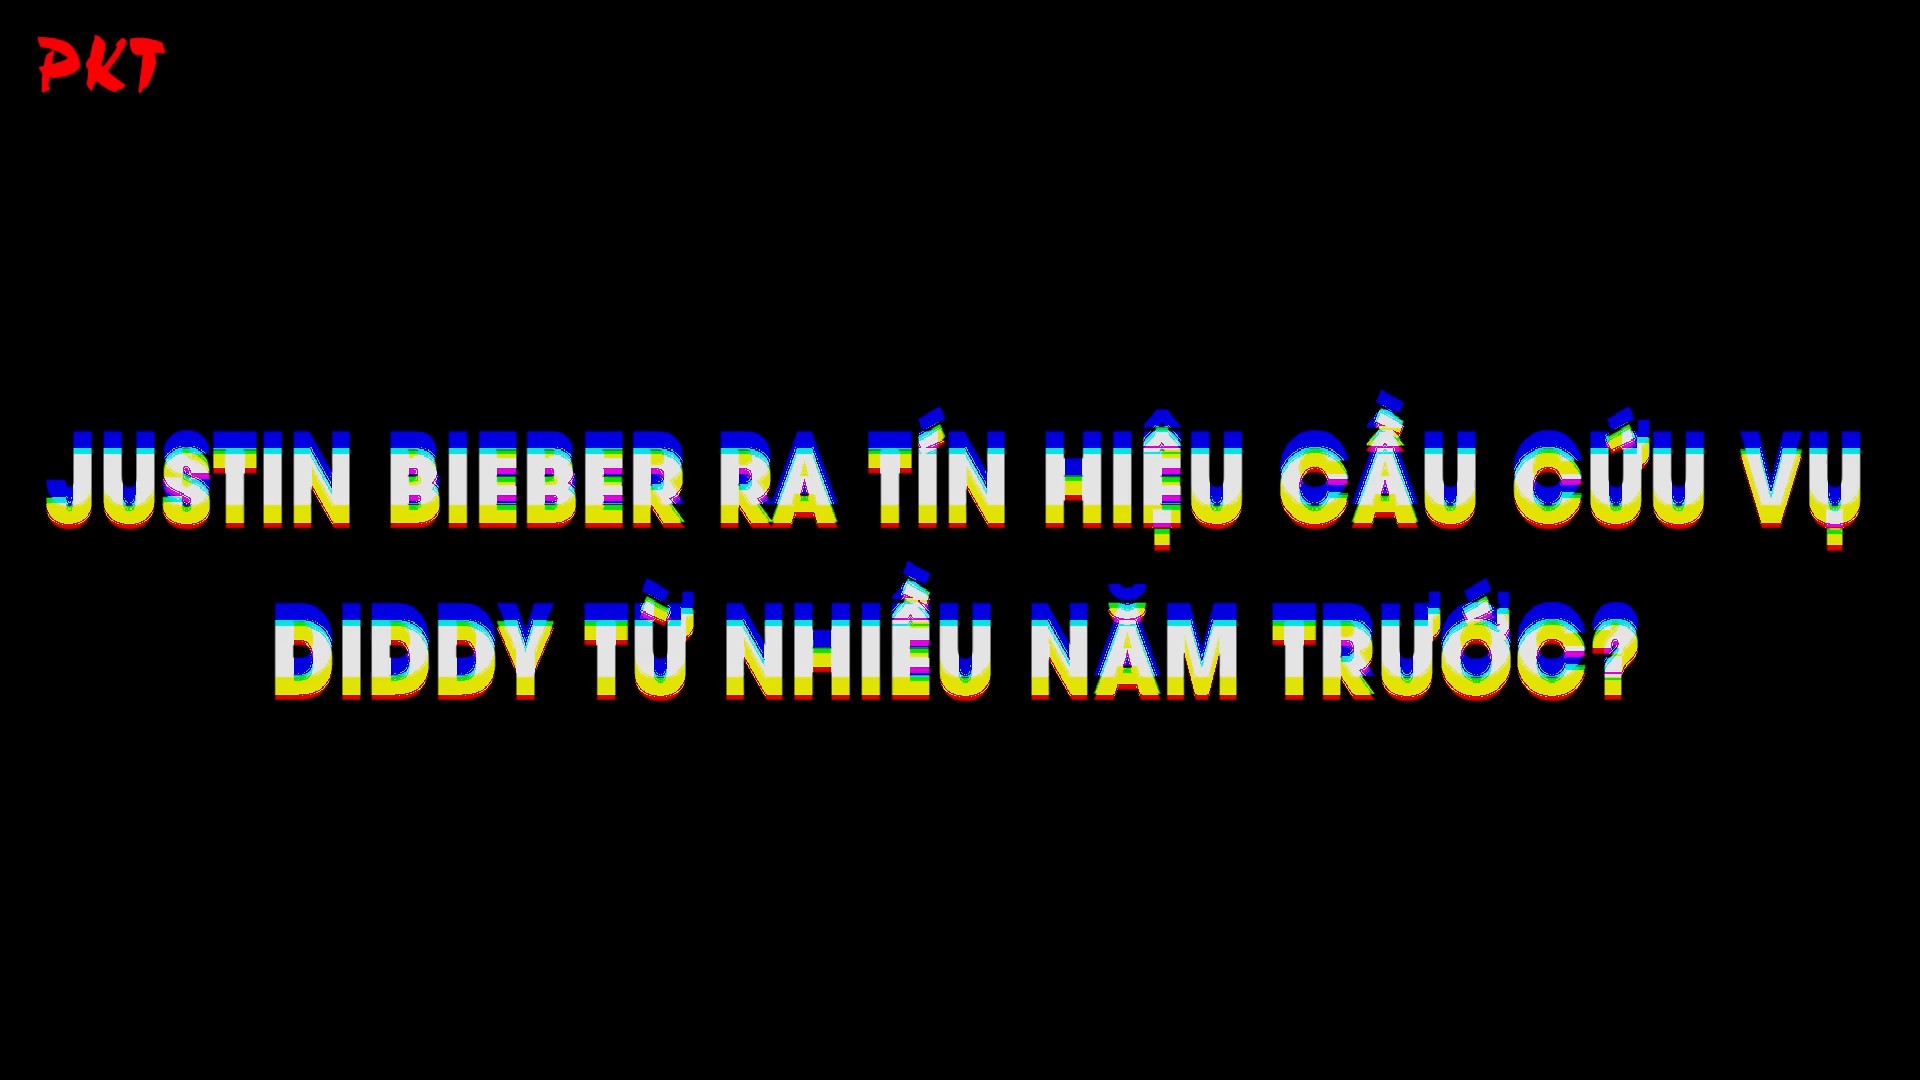 PKT
JUSTIN BIEBER RA TÍN HIỆU CẦU CỨU VỤ
DIDDY TỪ NHIỀU NĂM TRƯỚC?